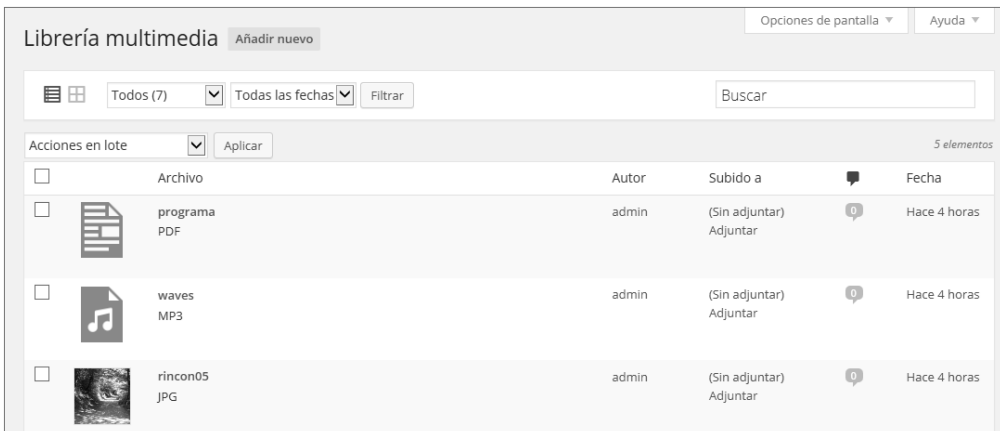 Opciones de pantalla
Ayuda
Librería multimedia
Añadir nuevo
Todos (7)
Todas las fechas
Filtrar
Buscar
Acciones en lote
Aplicar
5 elementos
Archivo Autor Subido a Fecha
programa admin (Sin adjuntar) 0 Hace 4 horas
PDF Adjuntar
waves admin (Sin adjuntar) 0 Hace 4 horas
MP3 Adjuntar
rincon05 admin (Sin adjuntar) 0 Hace 4 horas
JPG Adjuntar